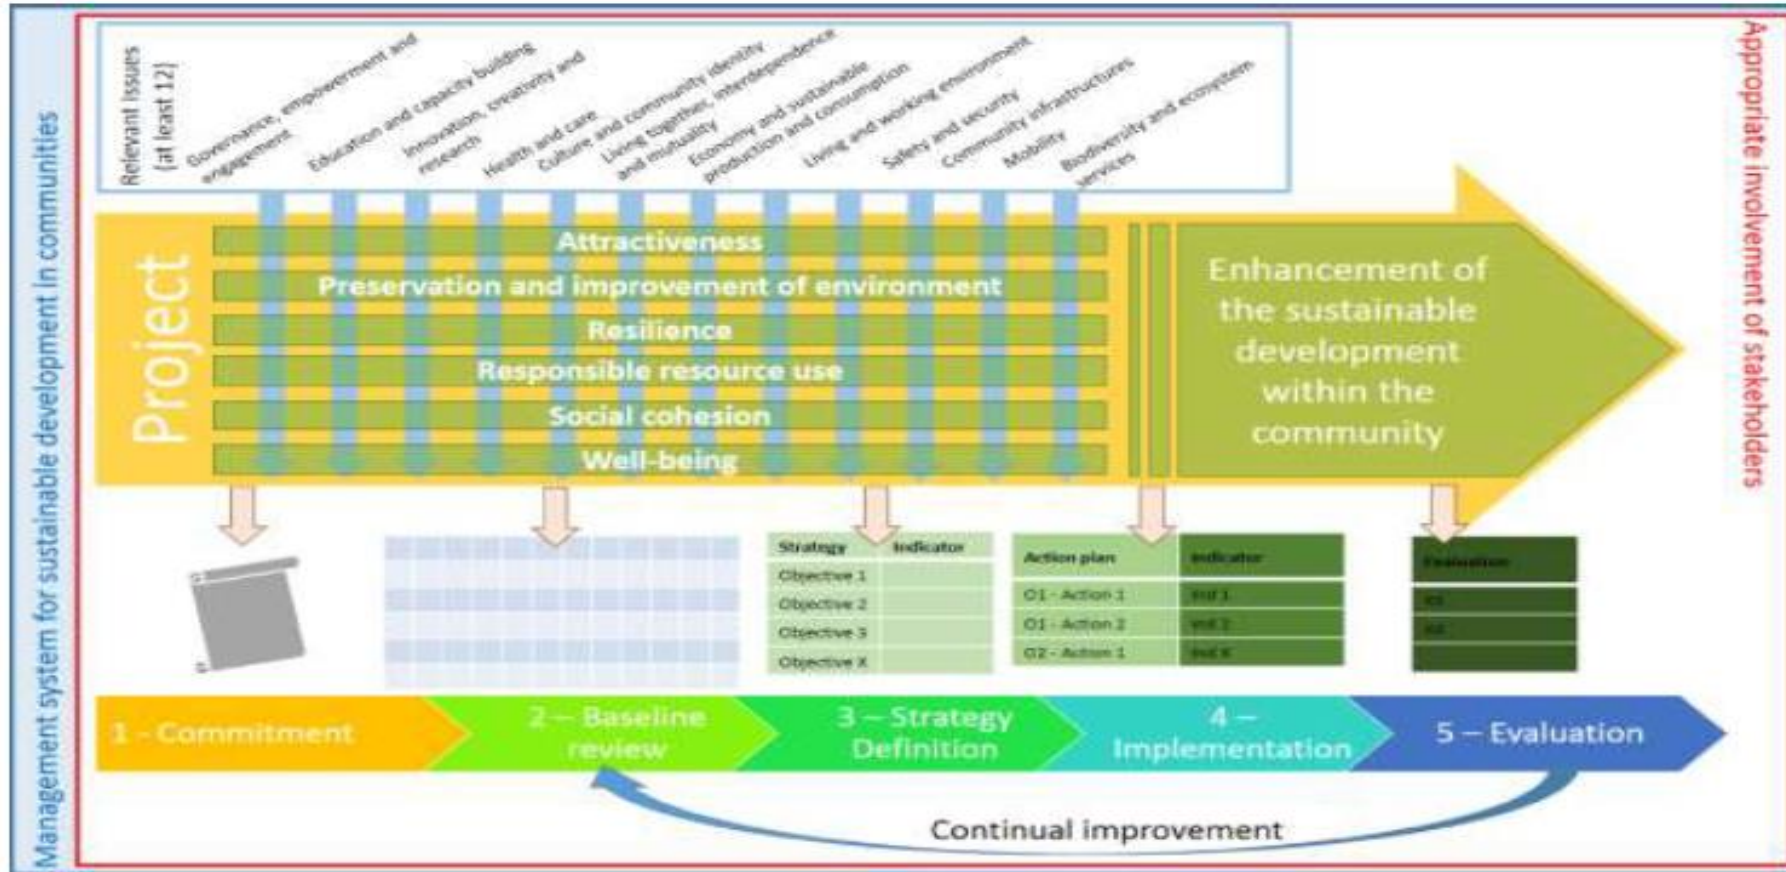 Management system for sustainable development in communities
Appropriate involvement of stakeholders
Relevant issues
(at least 12)
Governance, empowerment and
engagement
Education and capacity building
Innovation, creativity and
research
Health and care
Culture and community identity
Living together, interdependence
and mutuality
Economy and sustainable
production and consumption
Living and working environment
Safety and security
Community infrastructures
Mobility
Biodiversity and ecosystem
services
Project
Attractiveness
Preservation and improvement of environment
Resilience
Responsible resource use
Social cohesion
Well-being
Enhancement of
the sustainable
development
within the
community
Strategy Indicator
Objective 1
Objective 2
Objective 3
Objective X
Action plan Indicator
O1 - Action 1 Ind 1
O1 - Action 2 Ind 2
O2 - Action 1 Ind X
Evaluation
1 - Commitment
2 – Baseline
review
3 – Strategy
Definition
4 –
Implementation
5 – Evaluation
Continual improvement